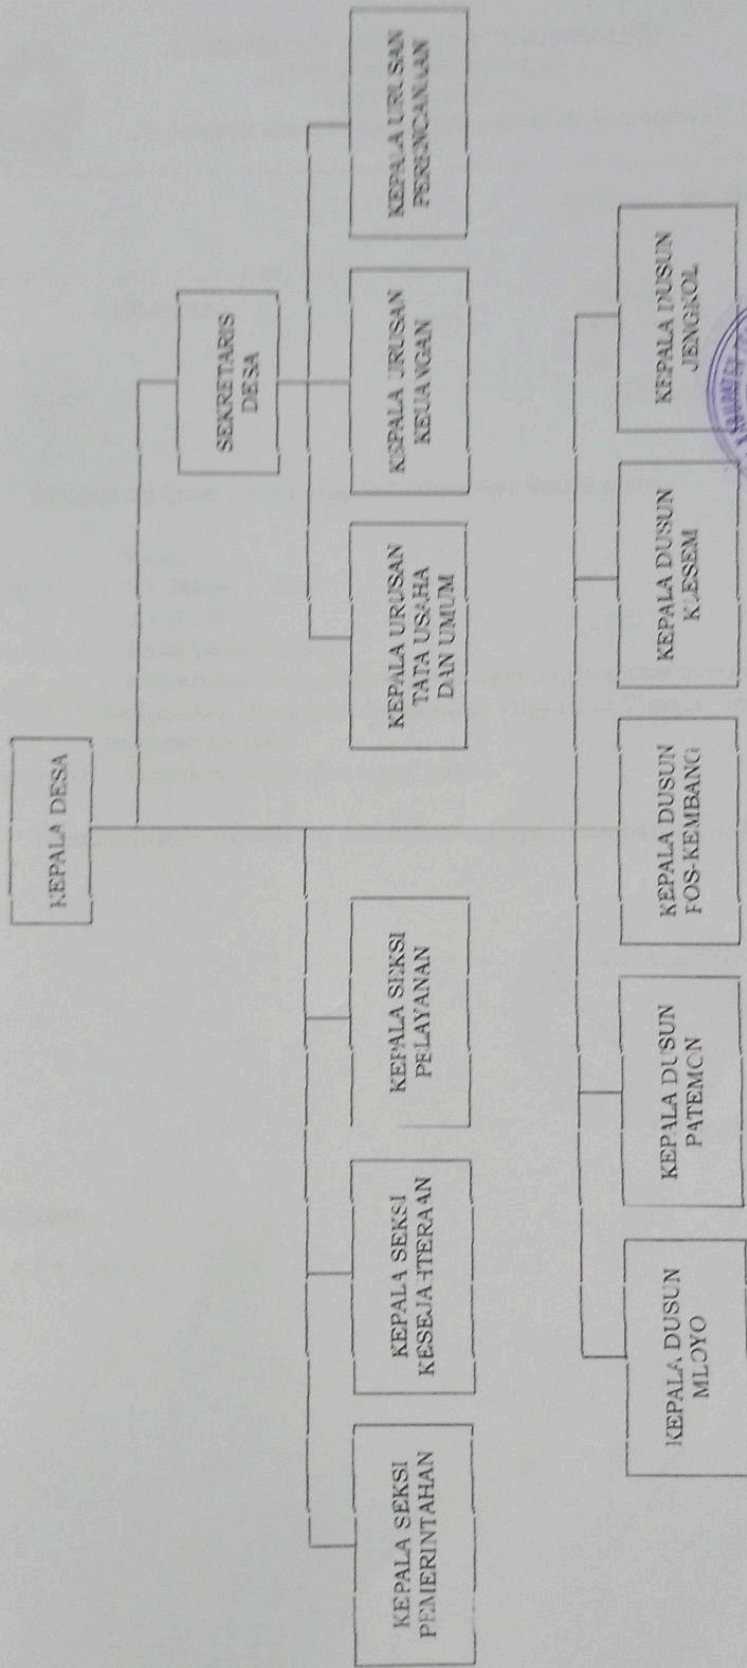 KEPALA DESA
SEKRETARIS
DESA
KEPALA SEKSI
PEMERINTAHAN
KEPALA SEKSI
KESEJAHTERAAN
KEPALA SEKSI
PELAYANAN
KEPALA URUSAN
TATA USAHA
DAN UMUM
KEPALA URUSAN
KEUANGAN
KEPALA URUSAN
PERENCANAAN
KEPALA DUSUN
MLOYO
KEPALA DUSUN
PATEMON
KEPALA DUSUN
POS-KEMBANG
KEPALA DUSUN
KLESEM
KEPALA DUSUN
JENGKOL